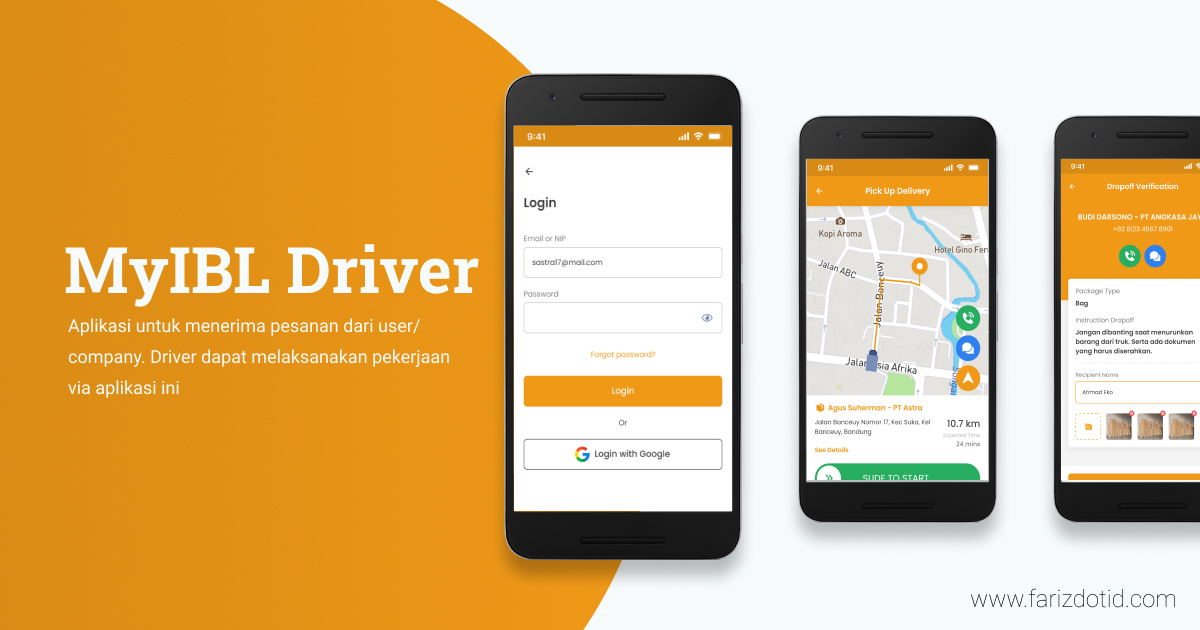 MyIBL Driver
Aplikasi untuk menerima pesanan dari user/
company. Driver dapat melaksanakan pekerjaan
via aplikasi ini
9:41
Login
Email or NIP
sastra17@mail.com
Password
Forgot password?
Login
Or
Login with Google
9:41
Pick Up Delivery
Kopi Aroma
Hotel Gino Fer
Jalan ABC
Jalan Banceuy
Jalan Asia Afrika
Agus Suherman - PT Astra
Jalan Banceuy Nomor 17, Kec Suka, Kel
Banceuy, Bandung
10.7 km
Expected Time
24 mins
See Details
SLIDE TO START
9:41
Dropoff Verification
BUDI DARSONO - PT ANGKASA JAY
+62 8123 4567 8901
Package Type
Bag
Instruction Dropoff
Jangan dibanting saat menurunkan
barang dari truk. Serta ada dokumen
yang harus diserahkan.
Recipient Name
Ahmad Eko
www.farizdotid.com